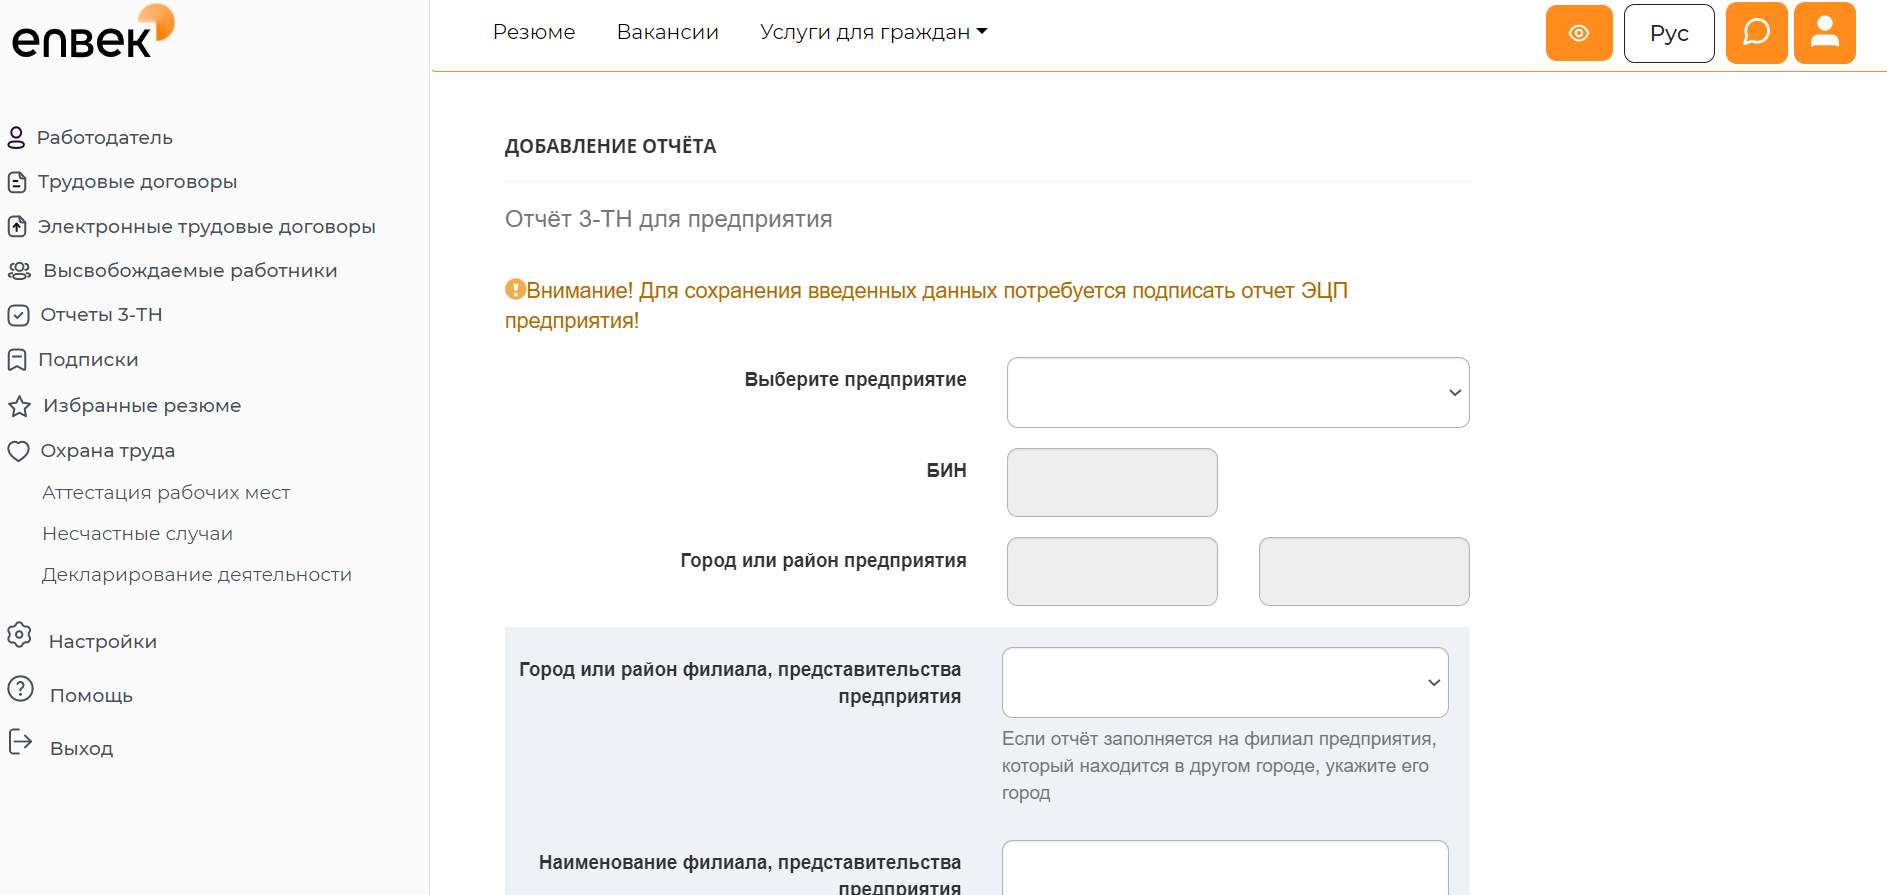 enbek
Резюме
Вакансии
Услуги для граждан
Рус
Работодатель
Трудовые договоры
Электронные трудовые договоры
Высвобождаемые работники
Отчеты 3-ТН
Подписки
Избранные резюме
Охрана труда
Аттестация рабочих мест
Несчастные случаи
Декларирование деятельности
Настройки
Помощь
Выход
ДОБАВЛЕНИЕ ОТЧЁТА
Отчёт 3-ТН для предприятия
Внимание! Для сохранения введенных данных потребуется подписать отчет ЭЦП
предприятия!
Выберите предприятие
БИН
Город или район предприятия
Город или район филиала, представительства
предприятия
Если отчёт заполняется на филиал предприятия,
который находится в другом городе, укажите его
город
Наименование филиала, представительства
предприятия